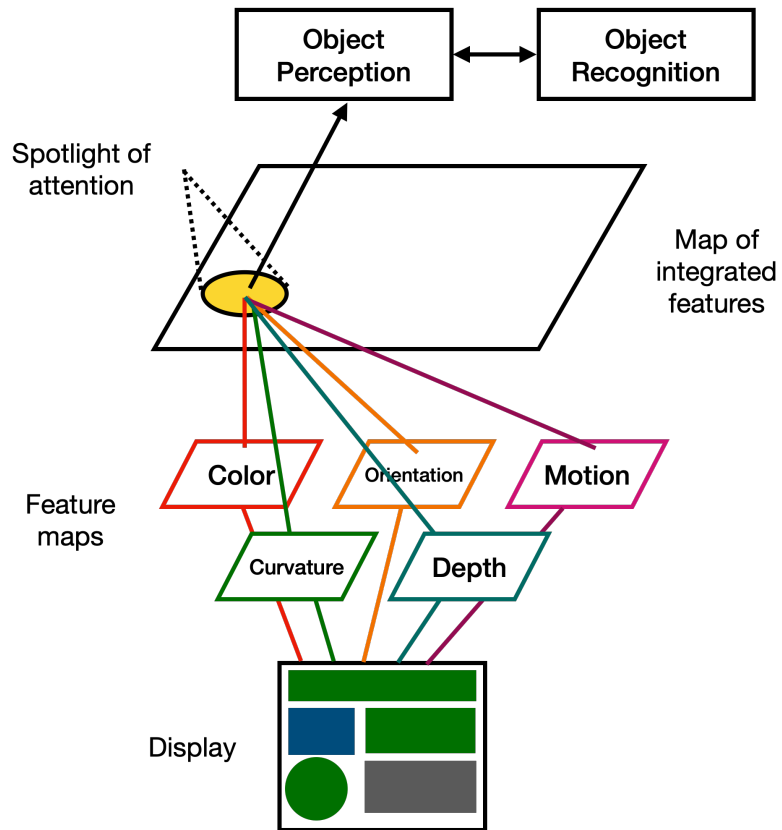 Object
Perception
Object
Recognition
Spotlight of
attention
Map of
integrated
features
Color
Orientation
Motion
Feature
maps
Curvature
Depth
Display